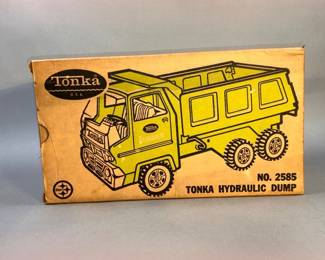 Tonka
NO. 2585
TONKA HYDRAULIC DUMP